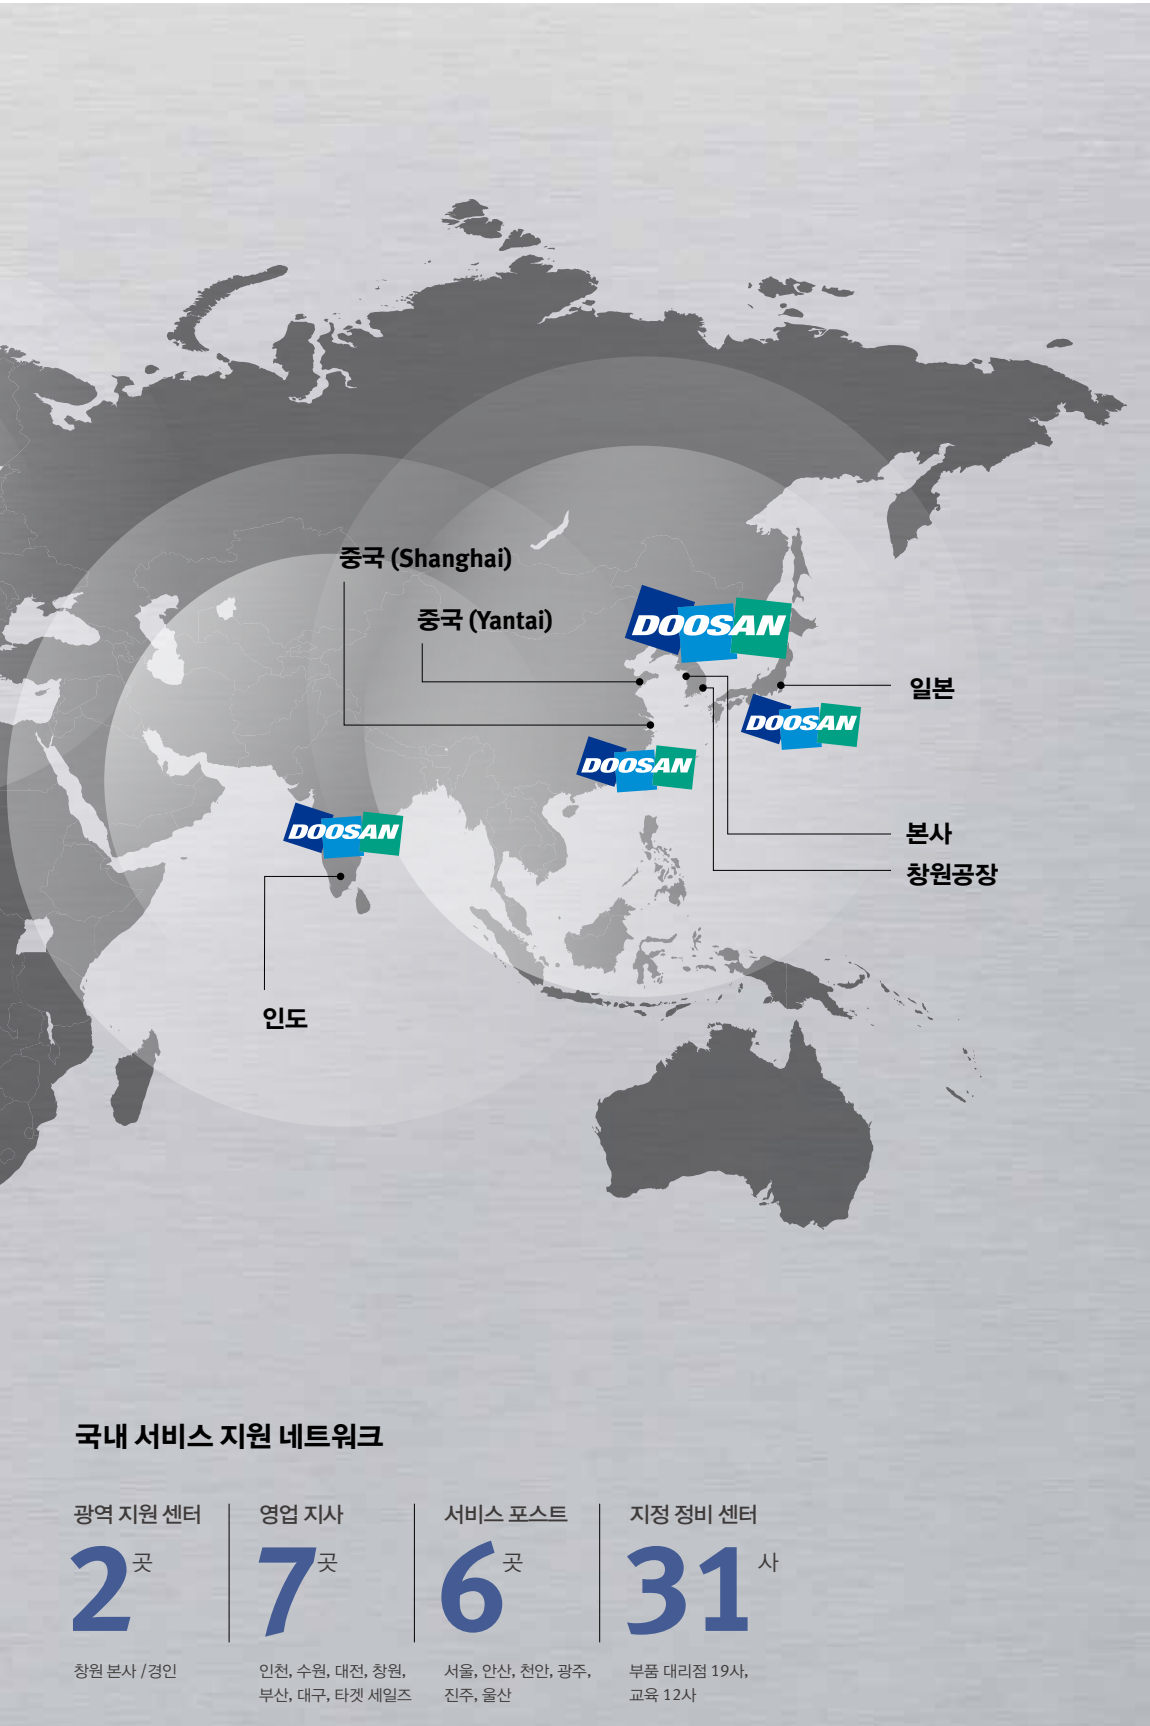 중국 (Shanghai)
중국 (Yantai)
DOOSAN
일본
DOOSAN
DOOSAN
DOOSAN
본사
창원공장
인도
국내 서비스 지원 네트워크
광역 지원 센터
2곳
창원 본사 / 경인
영업 지사
7곳
인천, 수원, 대전, 창원,
부산, 대구, 타겟 세일즈
서비스 포스트
6곳
서울, 안산, 천안, 광주,
진주, 울산
지정 정비 센터
31사
부품 대리점 19사,
교육 12사